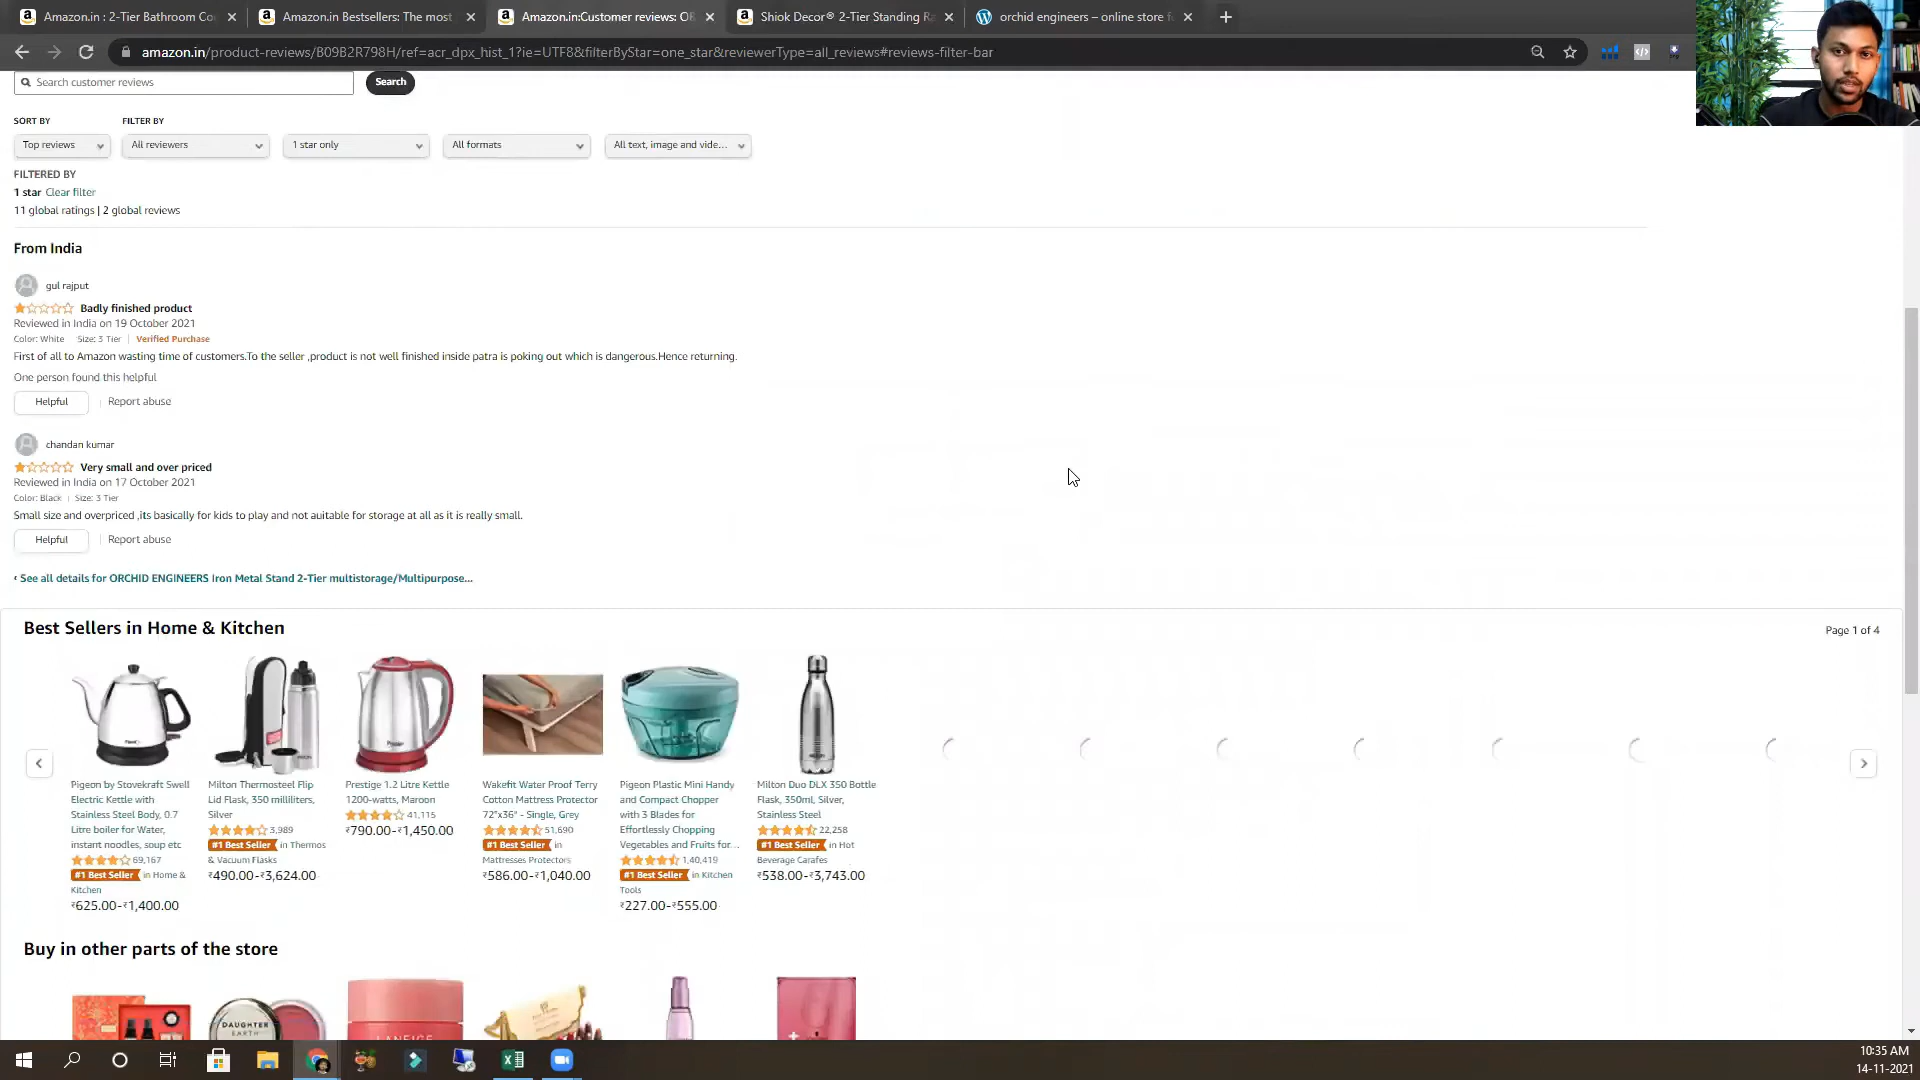 Amazon.in : 2-Tier Bathroom Co
Amazon.in Bestsellers: The most
Amazon.in:Customer reviews: OR
Shiok Decor® 2-Tier Standing Ra
orchid engineers – online store f
amazon.in/product-reviews/B09B2R798H/ref=acr_dpx_hist_1?ie=UTF8&filterByStar=one_star&reviewerType=all_reviews#reviews-filter-bar
Search customer reviews
Search
SORT BY
FILTER BY
Top reviews
All reviewers
1 star only
All formats
All text, image and vide...
FILTERED BY
1 star Clear filter
11 global ratings | 2 global reviews
From India
gul rajput
Badly finished product
Reviewed in India on 19 October 2021
Color: White | Size: 3 Tier | Verified Purchase
First of all to Amazon wasting time of customers.To the seller ,product is not well finished inside patra is poking out which is dangerous.Hence returning.
One person found this helpful
Helpful | Report abuse
chandan kumar
Very small and over priced
Reviewed in India on 17 October 2021
Color: Black | Size: 3 Tier
Small size and overpriced ,its basically for kids to play and not auitable for storage at all as it is really small.
Helpful | Report abuse
‹ See all details for ORCHID ENGINEERS Iron Metal Stand 2-Tier multistorage/Multipurpose...
Best Sellers in Home & Kitchen
Page 1 of 4
Pigeon by Stovekraft Swell
Electric Kettle with
Stainless Steel Body, 0.7
Litre boiler for Water,
instant noodles, soup etc
69,167
#1 Best Seller in Home &
Kitchen
₹625.00-₹1,400.00
Milton Thermosteel Flip
Lid Flask, 350 milliliters,
Silver
3,989
#1 Best Seller in Thermos
& Vacuum Flasks
₹490.00-₹3,624.00
Prestige 1.2 Litre Kettle
1200-watts, Maroon
41,115
₹790.00-₹1,450.00
Wakefit Water Proof Terry
Cotton Mattress Protector
72"x36" - Single, Grey
51,690
#1 Best Seller in
Mattresses Protectors
₹586.00-₹1,040.00
Pigeon Plastic Mini Handy
and Compact Chopper
with 3 Blades for
Effortlessly Chopping
Vegetables and Fruits for...
1,40,419
#1 Best Seller in Kitchen
Tools
₹227.00-₹555.00
Milton Duo DLX 350 Bottle
Flask, 350ml, Silver,
Stainless Steel
22,258
#1 Best Seller in Hot
Beverage Carafes
₹538.00-₹3,743.00
Buy in other parts of the store
DAUGHTER
EARTH
LANEIGE
10:35 AM
14-11-2021